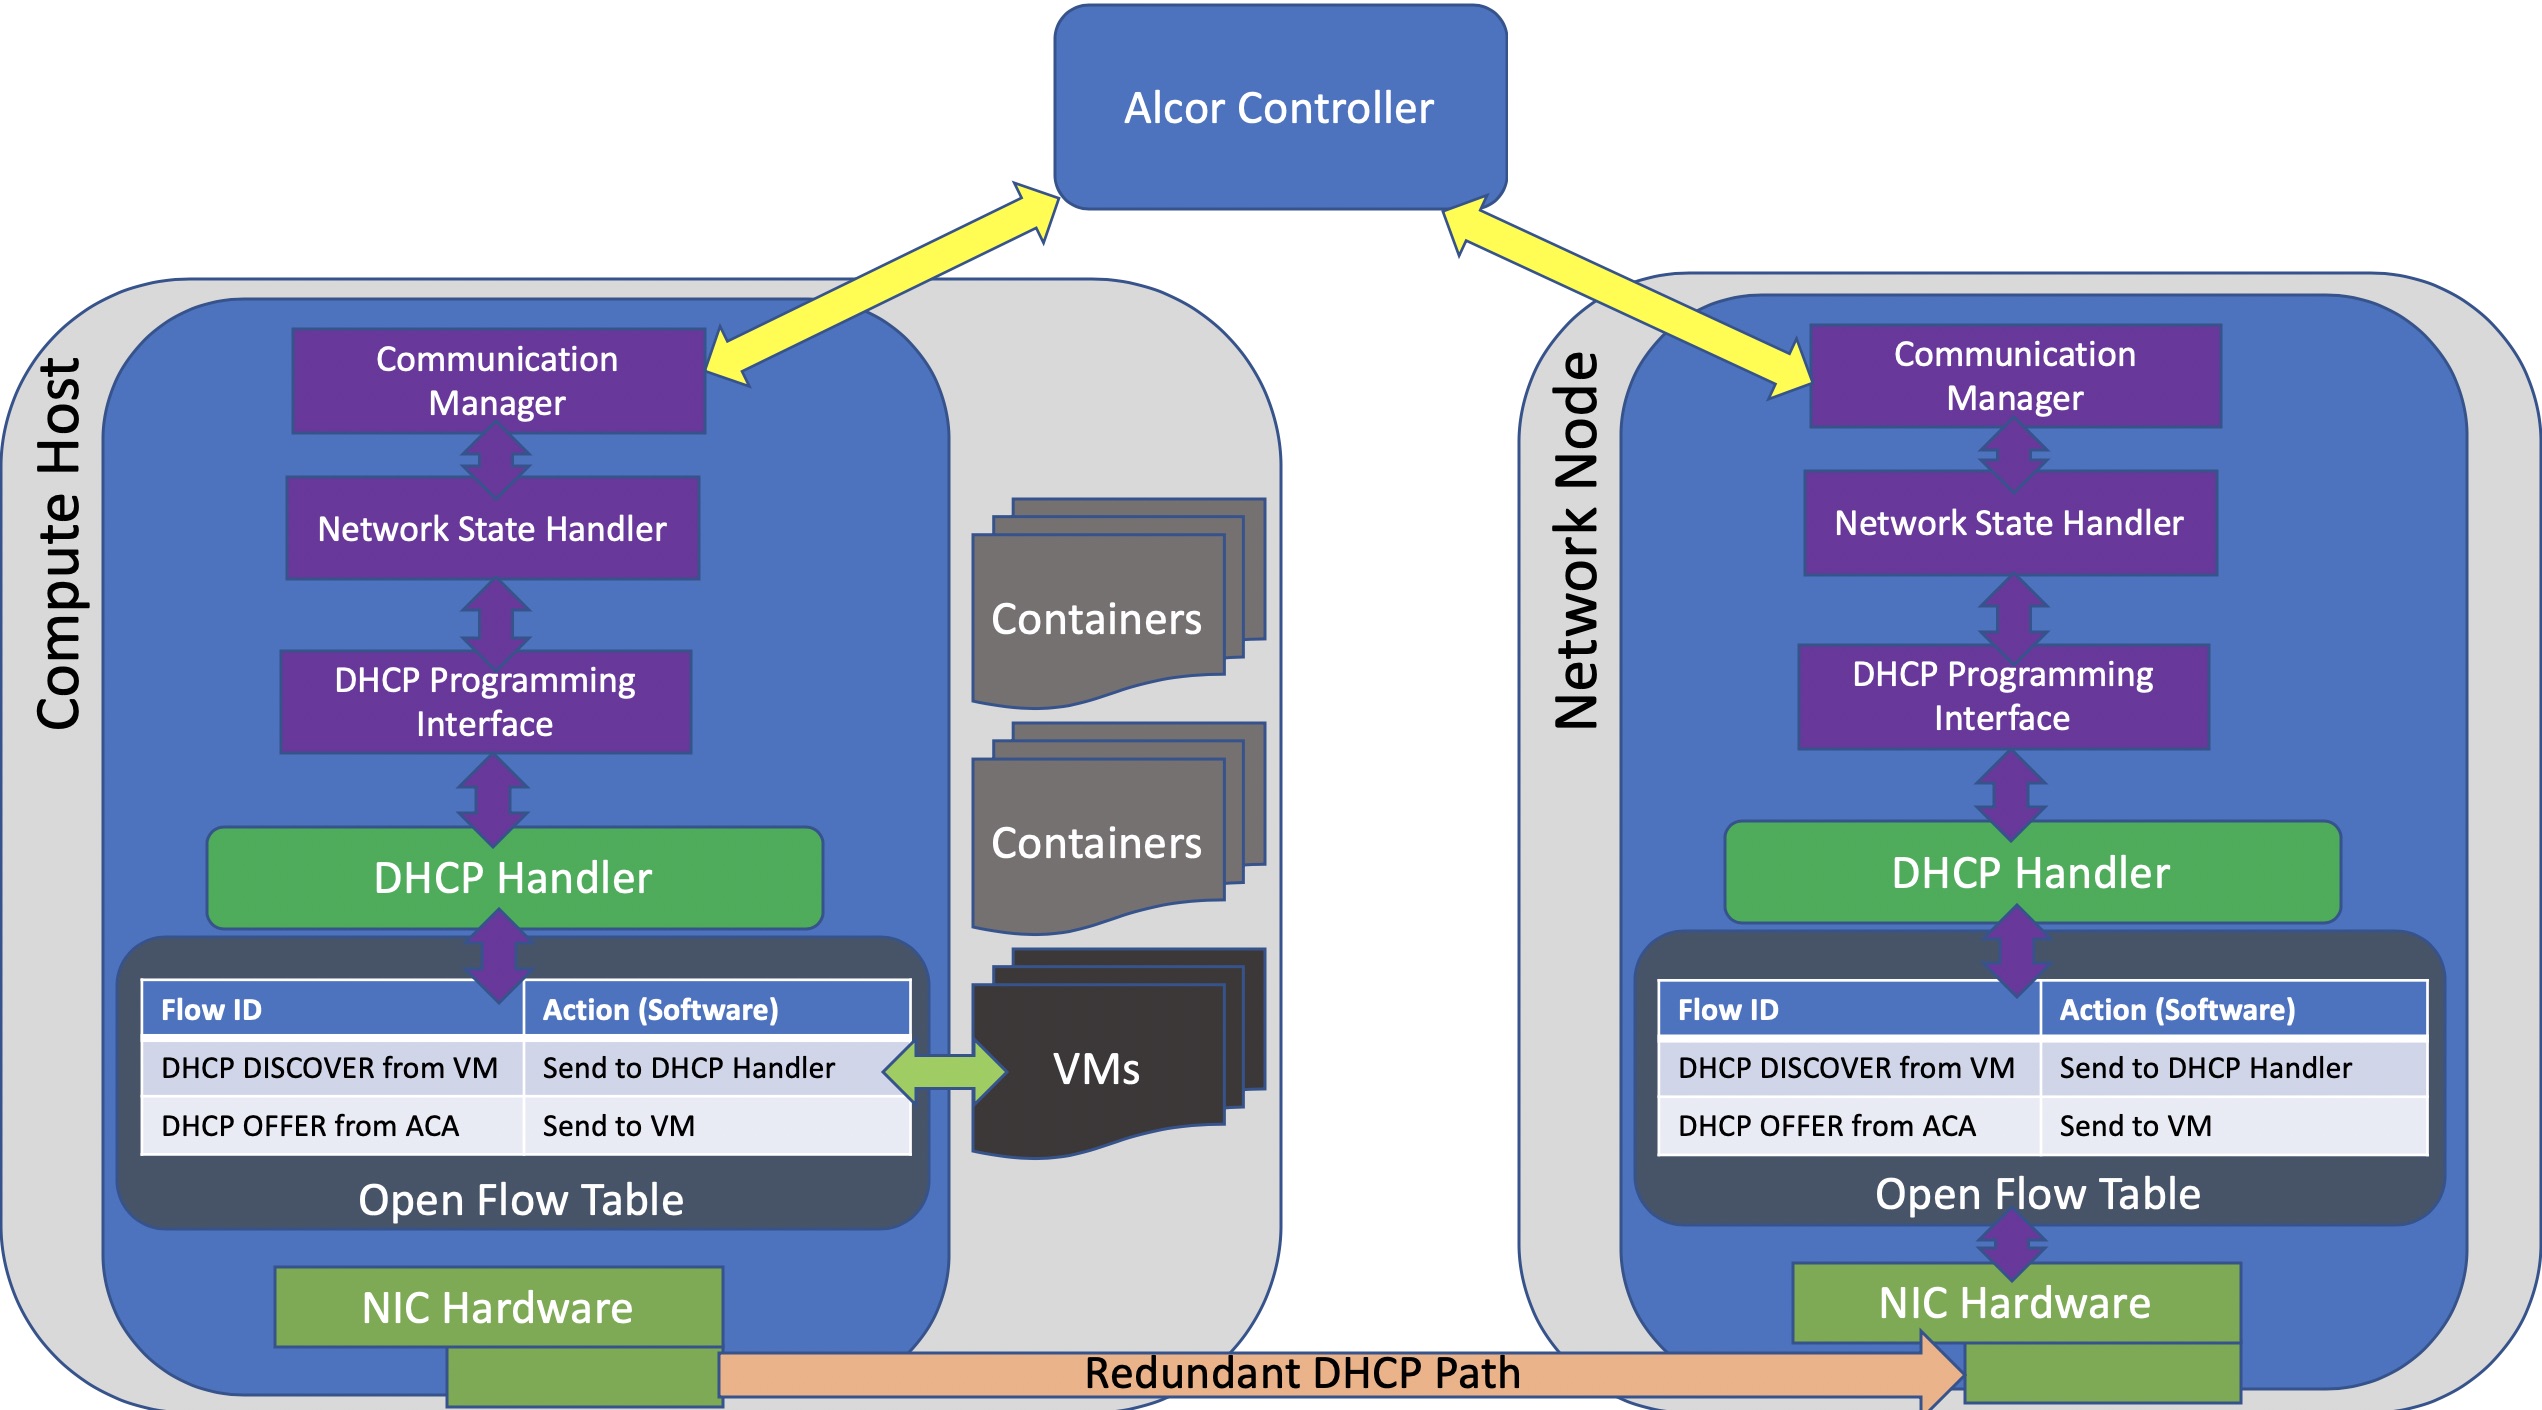 Alcor Controller
Compute Host
Communication
Manager
Network State Handler
DHCP Programming
Interface
DHCP Handler
Flow ID
Action (Software)
DHCP DISCOVER from VM
Send to DHCP Handler
DHCP OFFER from ACA
Send to VM
Open Flow Table
NIC Hardware
Containers
Containers
VMs
Redundant DHCP Path
Network Node
Communication
Manager
Network State Handler
DHCP Programming
Interface
DHCP Handler
Flow ID
Action (Software)
DHCP DISCOVER from VM
Send to DHCP Handler
DHCP OFFER from ACA
Send to VM
Open Flow Table
NIC Hardware